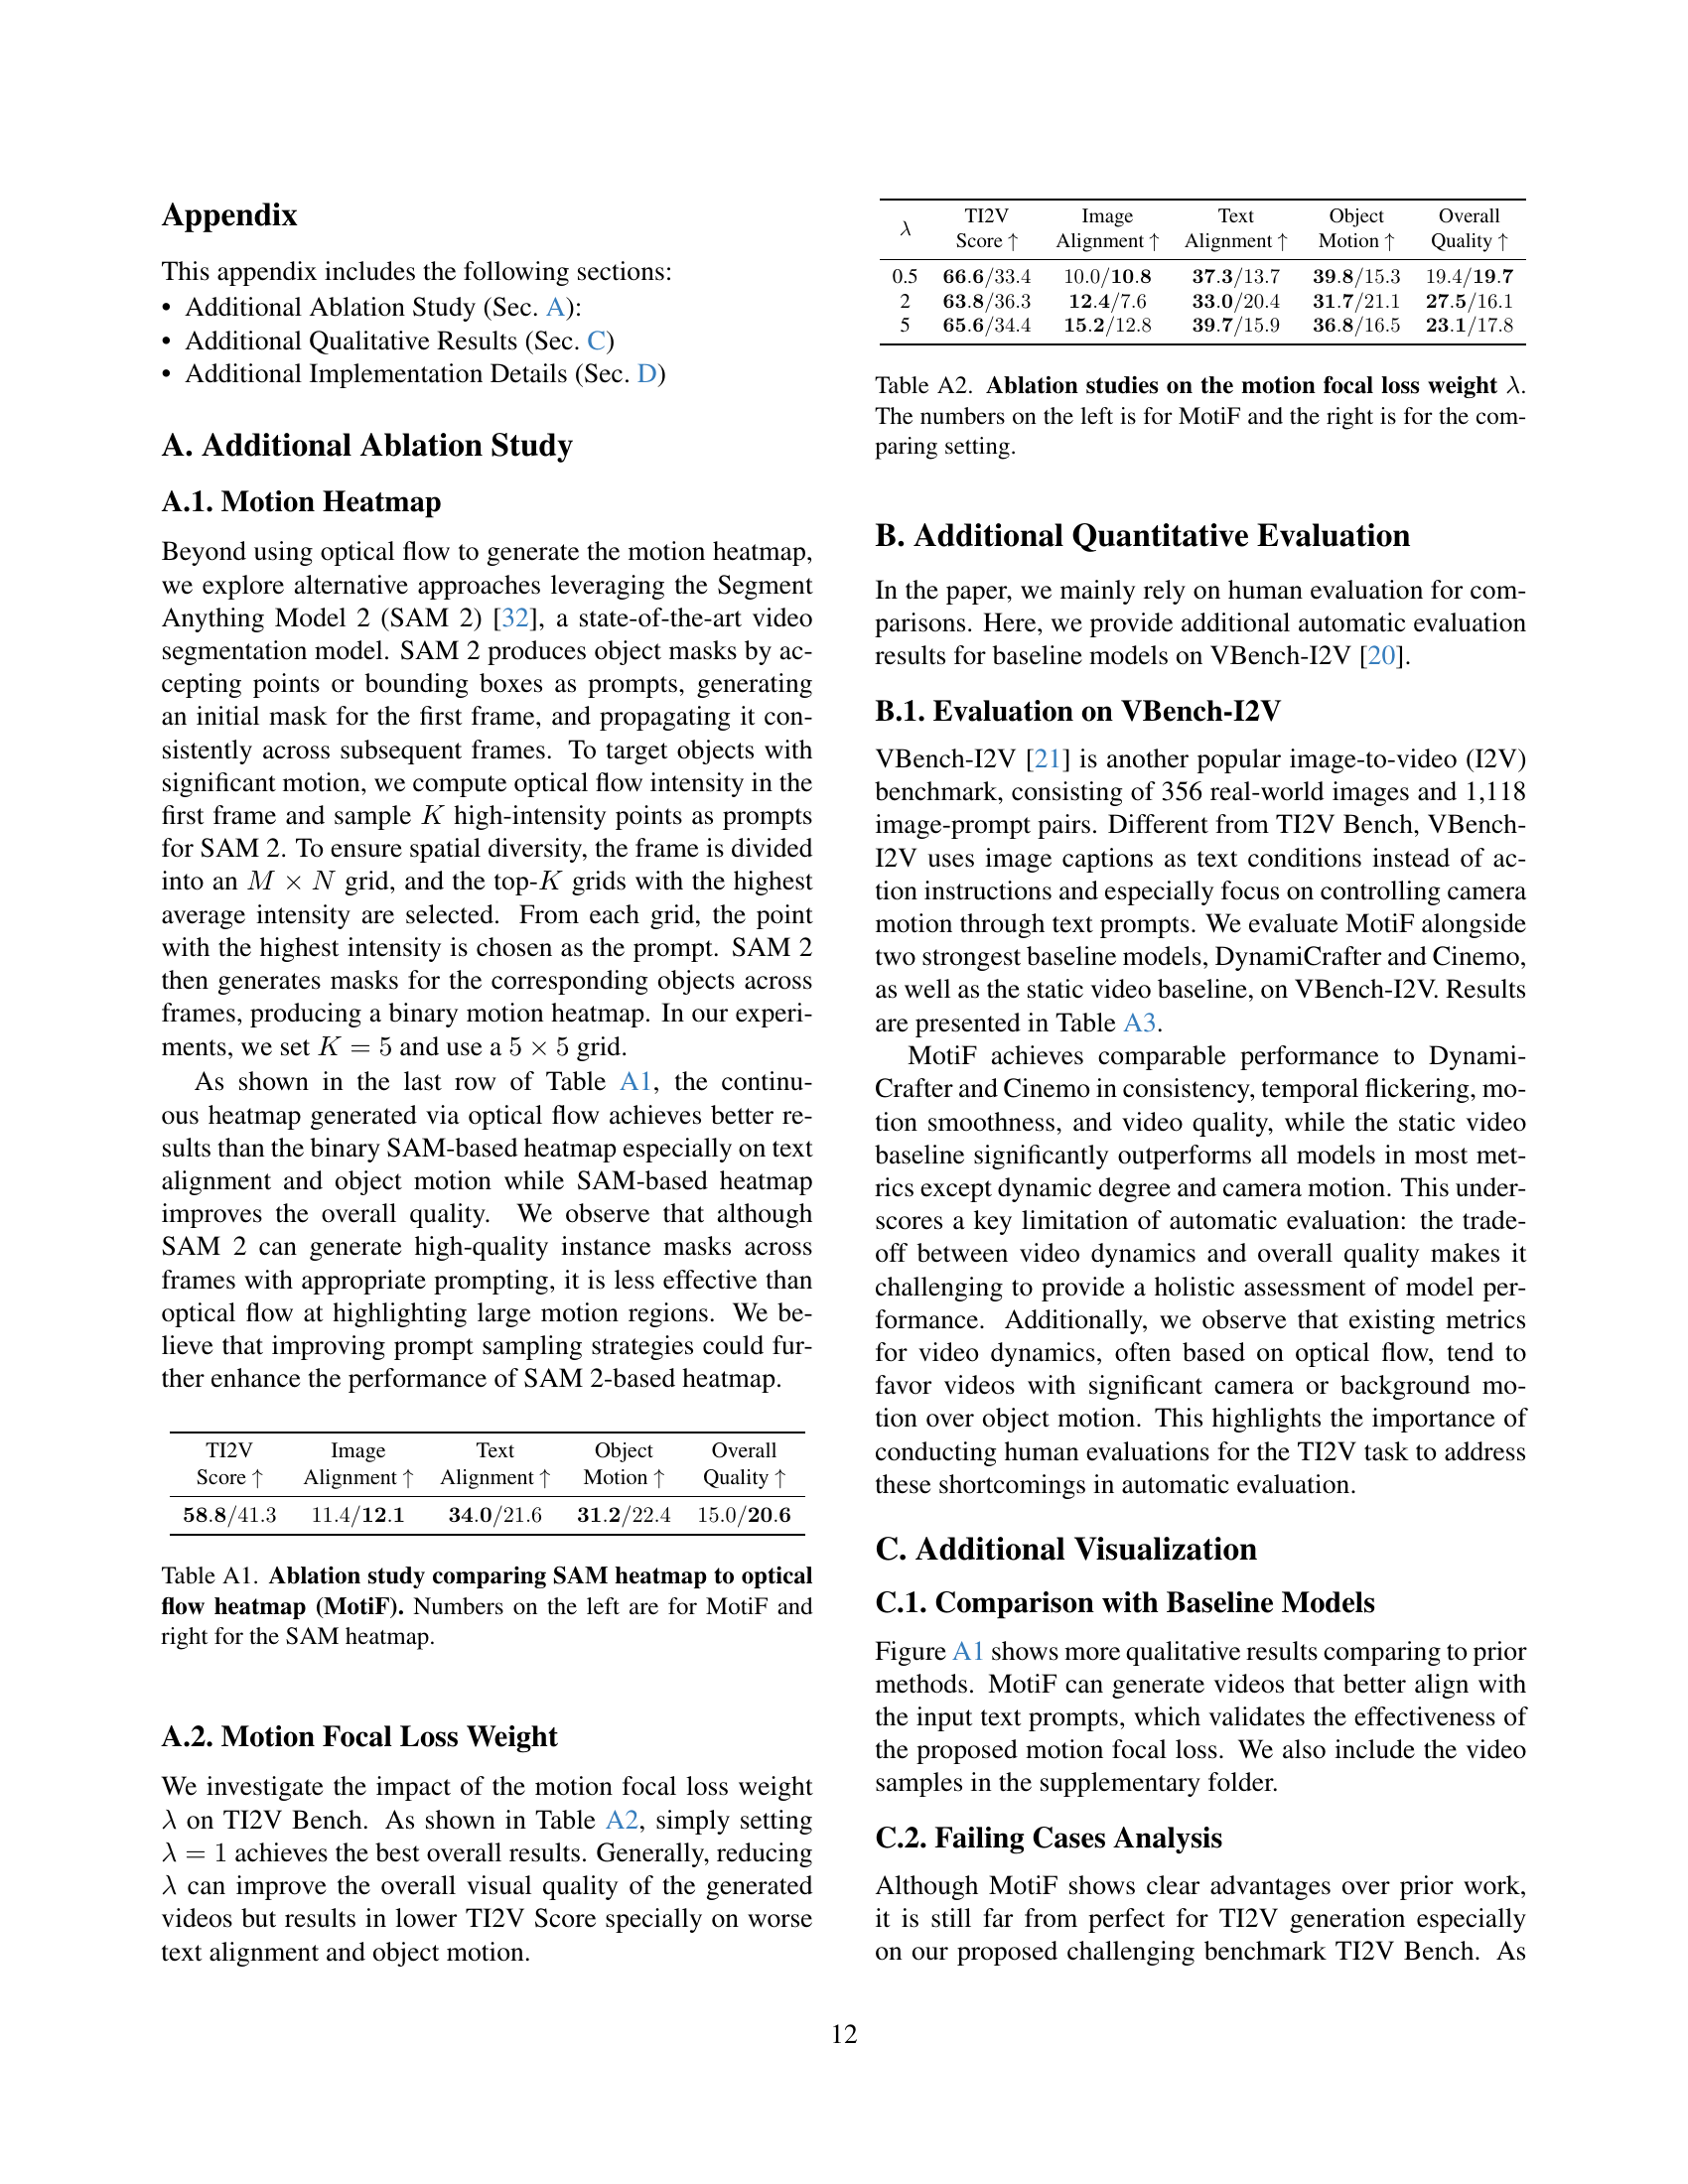 Appendix
This appendix includes the following sections:
• Additional Ablation Study (Sec. A):
• Additional Qualitative Results (Sec. C)
• Additional Implementation Details (Sec. D)
A. Additional Ablation Study
A.1. Motion Heatmap
Beyond using optical flow to generate the motion heatmap,
we explore alternative approaches leveraging the Segment
Anything Model 2 (SAM 2) [32], a state-of-the-art video
segmentation model. SAM 2 produces object masks by ac-
cepting points or bounding boxes as prompts, generating
an initial mask for the first frame, and propagating it con-
sistently across subsequent frames. To target objects with
significant motion, we compute optical flow intensity in the
first frame and sample K high-intensity points as prompts
for SAM 2. To ensure spatial diversity, the frame is divided
into an M × N grid, and the top-K grids with the highest
average intensity are selected. From each grid, the point
with the highest intensity is chosen as the prompt. SAM 2
then generates masks for the corresponding objects across
frames, producing a binary motion heatmap. In our experi-
ments, we set K = 5 and use a 5 × 5 grid.
As shown in the last row of Table A1, the continu-
ous heatmap generated via optical flow achieves better re-
sults than the binary SAM-based heatmap especially on text
alignment and object motion while SAM-based heatmap
improves the overall quality. We observe that although
SAM 2 can generate high-quality instance masks across
frames with appropriate prompting, it is less effective than
optical flow at highlighting large motion regions. We be-
lieve that improving prompt sampling strategies could fur-
ther enhance the performance of SAM 2-based heatmap.
TI2V Image Text Object Overall
Score ↑ Alignment ↑ Alignment ↑ Motion ↑ Quality ↑
58.8/41.3 11.4/12.1 34.0/21.6 31.2/22.4 15.0/20.6
Table A1. Ablation study comparing SAM heatmap to optical
flow heatmap (MotiF). Numbers on the left are for MotiF and
right for the SAM heatmap.
A.2. Motion Focal Loss Weight
We investigate the impact of the motion focal loss weight
λ on TI2V Bench. As shown in Table A2, simply setting
λ = 1 achieves the best overall results. Generally, reducing
λ can improve the overall visual quality of the generated
videos but results in lower TI2V Score specially on worse
text alignment and object motion.
λ TI2V Image Text Object Overall
Score ↑ Alignment ↑ Alignment ↑ Motion ↑ Quality ↑
0.5 66.6/33.4 10.0/10.8 37.3/13.7 39.8/15.3 19.4/19.7
2 63.8/36.3 12.4/7.6 33.0/20.4 31.7/21.1 27.5/16.1
5 65.6/34.4 15.2/12.8 39.7/15.9 36.8/16.5 23.1/17.8
Table A2. Ablation studies on the motion focal loss weight λ.
The numbers on the left is for MotiF and the right is for the com-
paring setting.
B. Additional Quantitative Evaluation
In the paper, we mainly rely on human evaluation for com-
parisons. Here, we provide additional automatic evaluation
results for baseline models on VBench-I2V [20].
B.1. Evaluation on VBench-I2V
VBench-I2V [21] is another popular image-to-video (I2V)
benchmark, consisting of 356 real-world images and 1,118
image-prompt pairs. Different from TI2V Bench, VBench-
I2V uses image captions as text conditions instead of ac-
tion instructions and especially focus on controlling camera
motion through text prompts. We evaluate MotiF alongside
two strongest baseline models, DynamiCrafter and Cinemo,
as well as the static video baseline, on VBench-I2V. Results
are presented in Table A3.
MotiF achieves comparable performance to Dynami-
Crafter and Cinemo in consistency, temporal flickering, mo-
tion smoothness, and video quality, while the static video
baseline significantly outperforms all models in most met-
rics except dynamic degree and camera motion. This under-
scores a key limitation of automatic evaluation: the trade-
off between video dynamics and overall quality makes it
challenging to provide a holistic assessment of model per-
formance. Additionally, we observe that existing metrics
for video dynamics, often based on optical flow, tend to
favor videos with significant camera or background mo-
tion over object motion. This highlights the importance of
conducting human evaluations for the TI2V task to address
these shortcomings in automatic evaluation.
C. Additional Visualization
C.1. Comparison with Baseline Models
Figure A1 shows more qualitative results comparing to prior
methods. MotiF can generate videos that better align with
the input text prompts, which validates the effectiveness of
the proposed motion focal loss. We also include the video
samples in the supplementary folder.
C.2. Failing Cases Analysis
Although MotiF shows clear advantages over prior work,
it is still far from perfect for TI2V generation especially
on our proposed challenging benchmark TI2V Bench. As
12